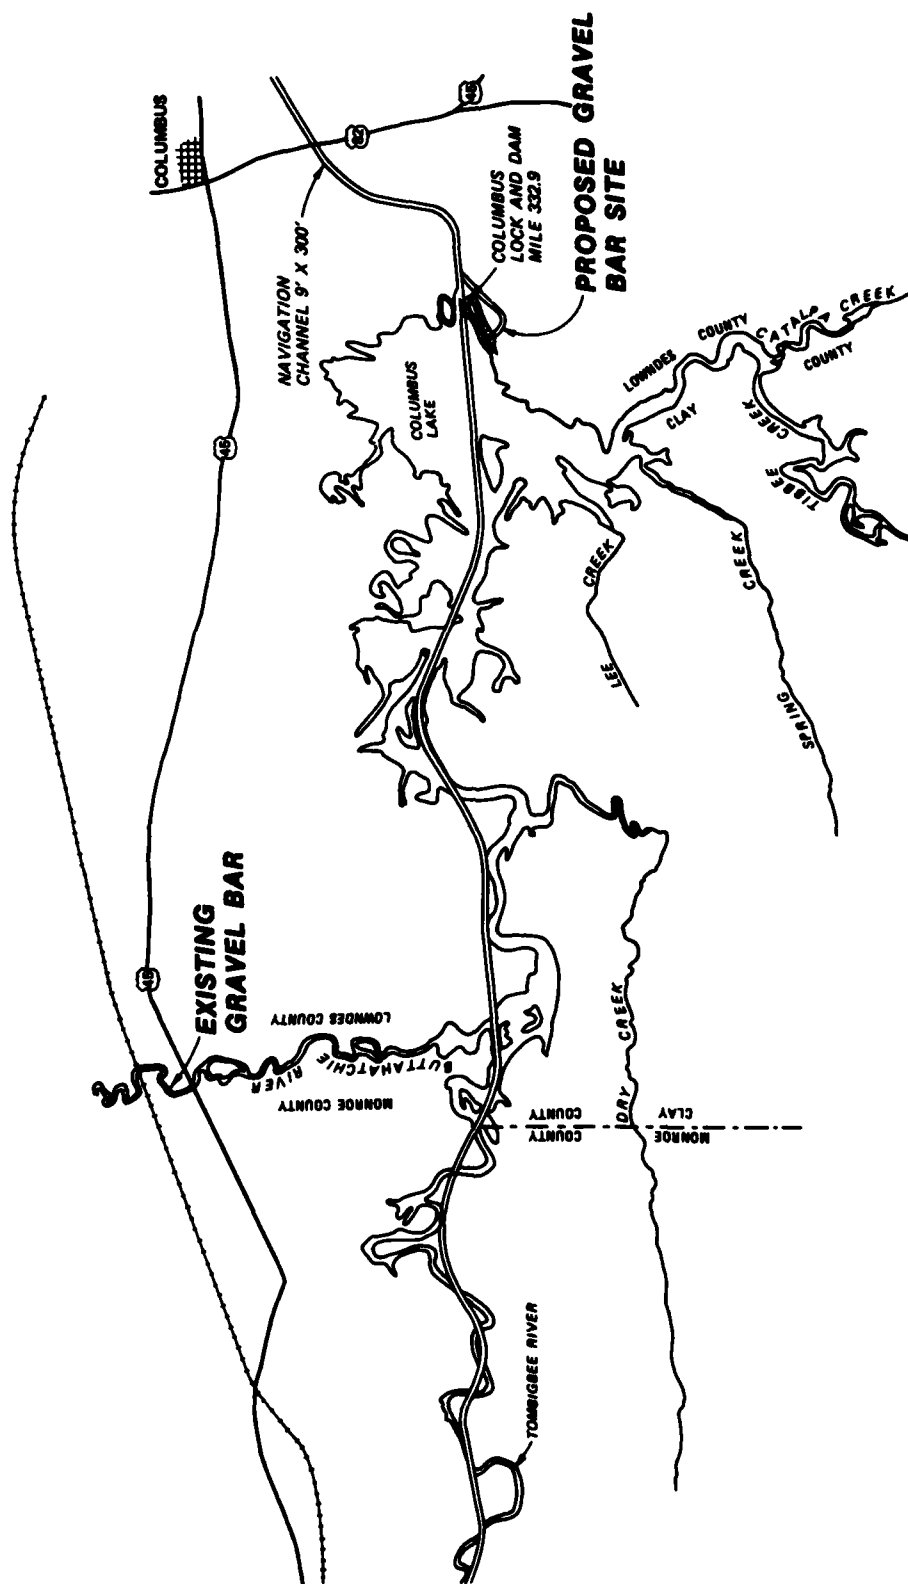 COLUMBUS
82
45
NAVIGATION
CHANNEL 9' X 300'
COLUMBUS
LOCK AND DAM
MILE 332.9
PROPOSED GRAVEL
BAR SITE
COLUMBUS
LAKE
45
LOWNDES COUNTY
CLAY COUNTY
CATALPA CREEK
TIBBEE CREEK
LEE CREEK
SPRING CREEK
45
EXISTING
GRAVEL BAR
LOWNDES COUNTY
BUTTAHATCHIE
RIVER
MONROE COUNTY
DRY CREEK
CLAY COUNTY
MONROE COUNTY
TOMBIGBEE RIVER